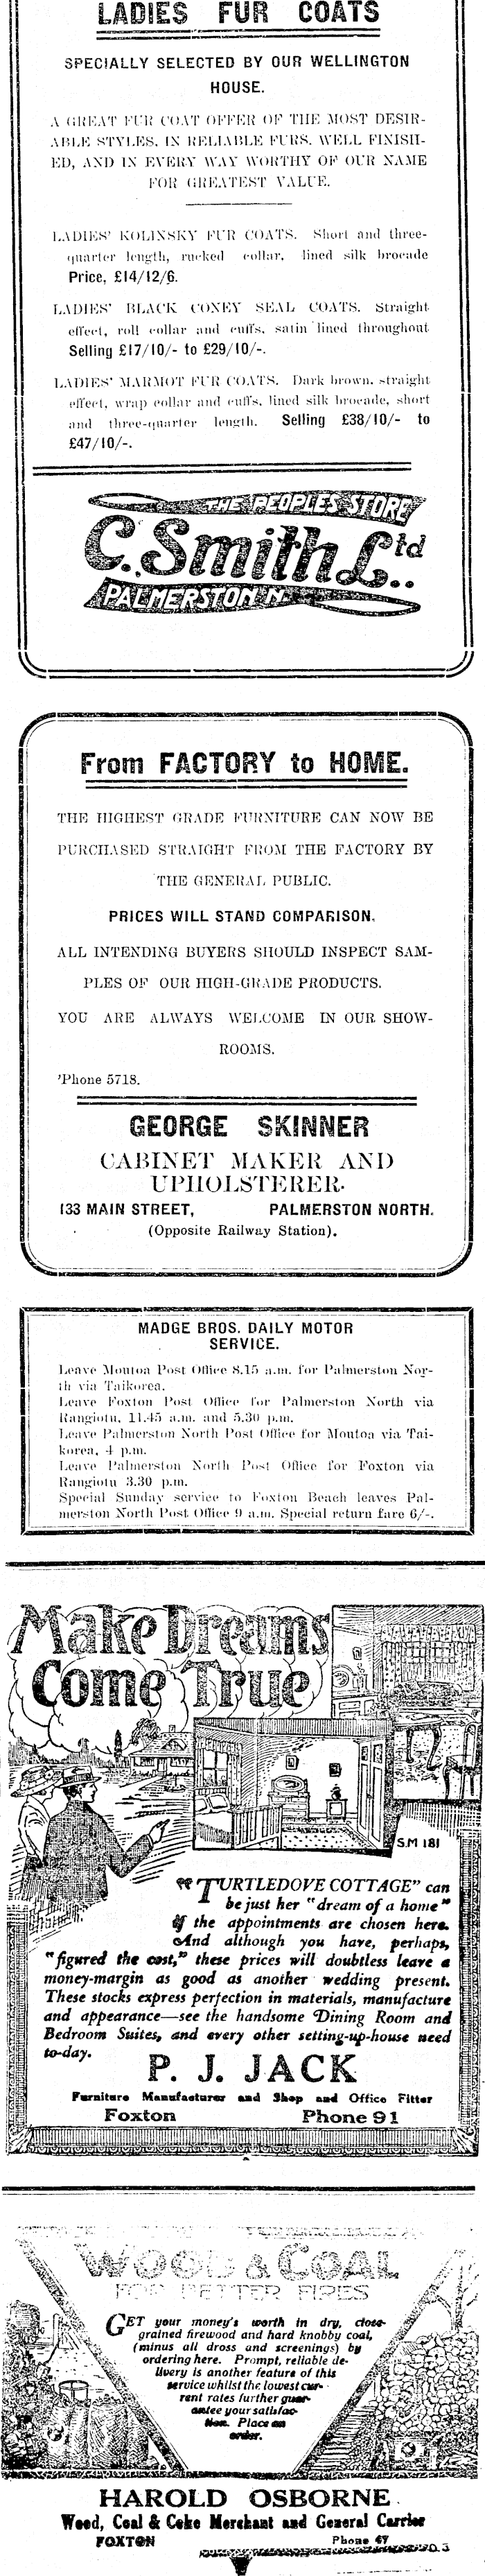 LADIES FUR COATS
SPECIALLY SELECTED BY OUR WELLINGTON
HOUSE.
A GREAT FUR COAT OFFER OF THE MOST DESIR-
ABLE STYLES, IN RELIABLE FURS, WELL FINISH-
ED, AND IN EVERY WAY WORTHY OF OUR NAME
FOR GREATEST VALUE.
LADIES' KOLINSKY FUR COATS. Short and three-
quarter length, rucked collar, lined silk brocade
Price, £14/12/6.
LADIES' BLACK CONEY SEAL COATS. Straight
effect, roll collar and cuffs, satin lined throughout
Selling £17/10/- to £29/10/-.
LADIES' MARMOT FUR COATS. Dark brown, straight
effect, wrap collar and cuffs, lined silk brocade, short
and three-quarter length. Selling £38/10/- to
£47/10/-.
THE PEOPLES STORE
C. Smith Ltd
PALMERSTON N.
From FACTORY to HOME.
THE HIGHEST GRADE FURNITURE CAN NOW BE
PURCHASED STRAIGHT FROM THE FACTORY BY
THE GENERAL PUBLIC.
PRICES WILL STAND COMPARISON.
ALL INTENDING BUYERS SHOULD INSPECT SAM-
PLES OF OUR HIGH-GRADE PRODUCTS.
YOU ARE ALWAYS WELCOME IN OUR SHOW-
ROOMS.
'Phone 5718.
GEORGE SKINNER
CABINET MAKER AND
UPHOLSTERER.
133 MAIN STREET, PALMERSTON NORTH.
(Opposite Railway Station).
MADGE BROS. DAILY MOTOR
SERVICE.
Leave Moutoa Post Office 8.15 a.m. for Palmerston Nor-
th via Taikorea.
Leave Foxton Post Office for Palmerston North via
Rangiotu, 11.45 a.m. and 5.30 p.m.
Leave Palmerston North Post Office for Moutoa via Tai-
korea, 4 p.m.
Leave Palmerston North Post Office for Foxton via
Rangiotu 3.30 p.m.
Special Sunday service to Foxton Beach leaves Pal-
merston North Post Office 9 a.m. Special return fare 6/-.
Make Dreams
Come True
S.M 181
"TURTLEDOVE COTTAGE" can
be just her "dream of a home"
if the appointments are chosen here.
And although you have, perhaps,
"figured the cost," these prices will doubtless leave a
money-margin as good as another wedding present.
These stocks express perfection in materials, manufacture
and appearance—see the handsome Dining Room and
Bedroom Suites, and every other setting-up-house need
to-day.
P. J. JACK
Furniture Manufacturer and Shop and Office Fitter
Foxton Phone 91
WOOD & COAL
FOR BETTER FIRES
GET your money's worth in dry, close-
grained firewood and hard knobby coal,
(minus all dross and screenings) by
ordering here. Prompt, reliable de-
livery is another feature of this
service whilst the lowest cur-
rent rates further guar-
antee your satisfac-
tion. Place an
order.
HAROLD OSBORNE
Wood, Coal & Coke Merchant and General Carrier
FOXTON Phone 67